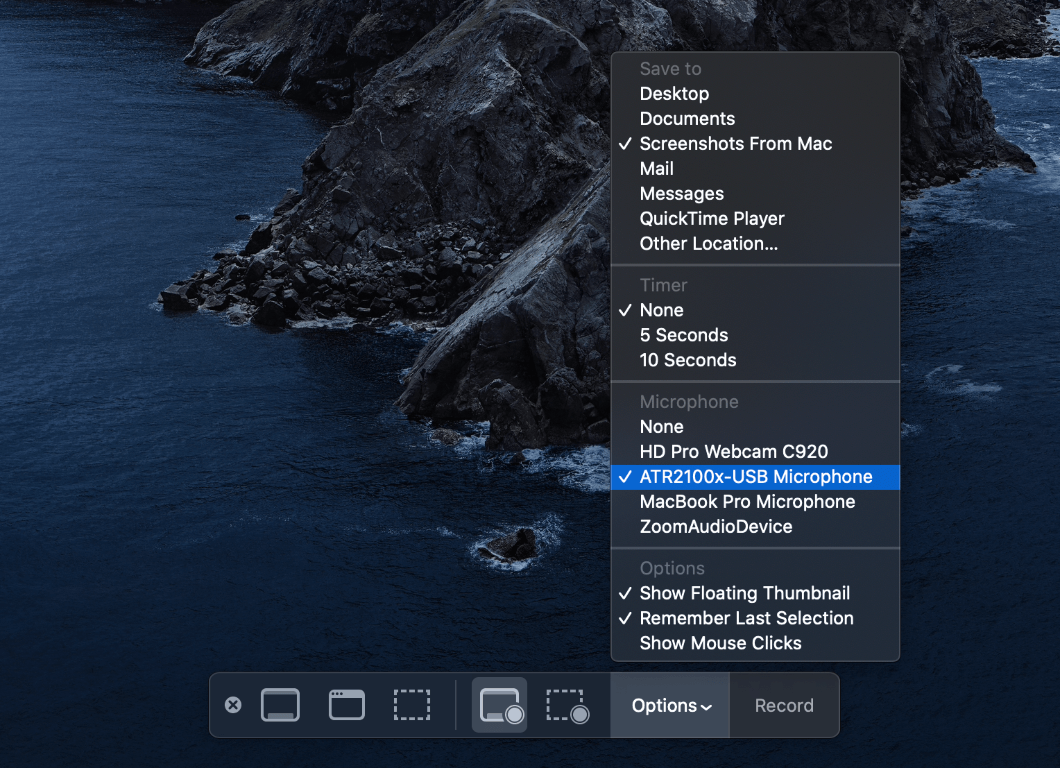 Save to
Desktop
Documents
✓ Screenshots From Mac
Mail
Messages
QuickTime Player
Other Location...
Timer
✓ None
5 Seconds
10 Seconds
Microphone
None
HD Pro Webcam C920
✓ ATR2100x-USB Microphone
MacBook Pro Microphone
ZoomAudioDevice
Options
✓ Show Floating Thumbnail
✓ Remember Last Selection
Show Mouse Clicks
Options
Record